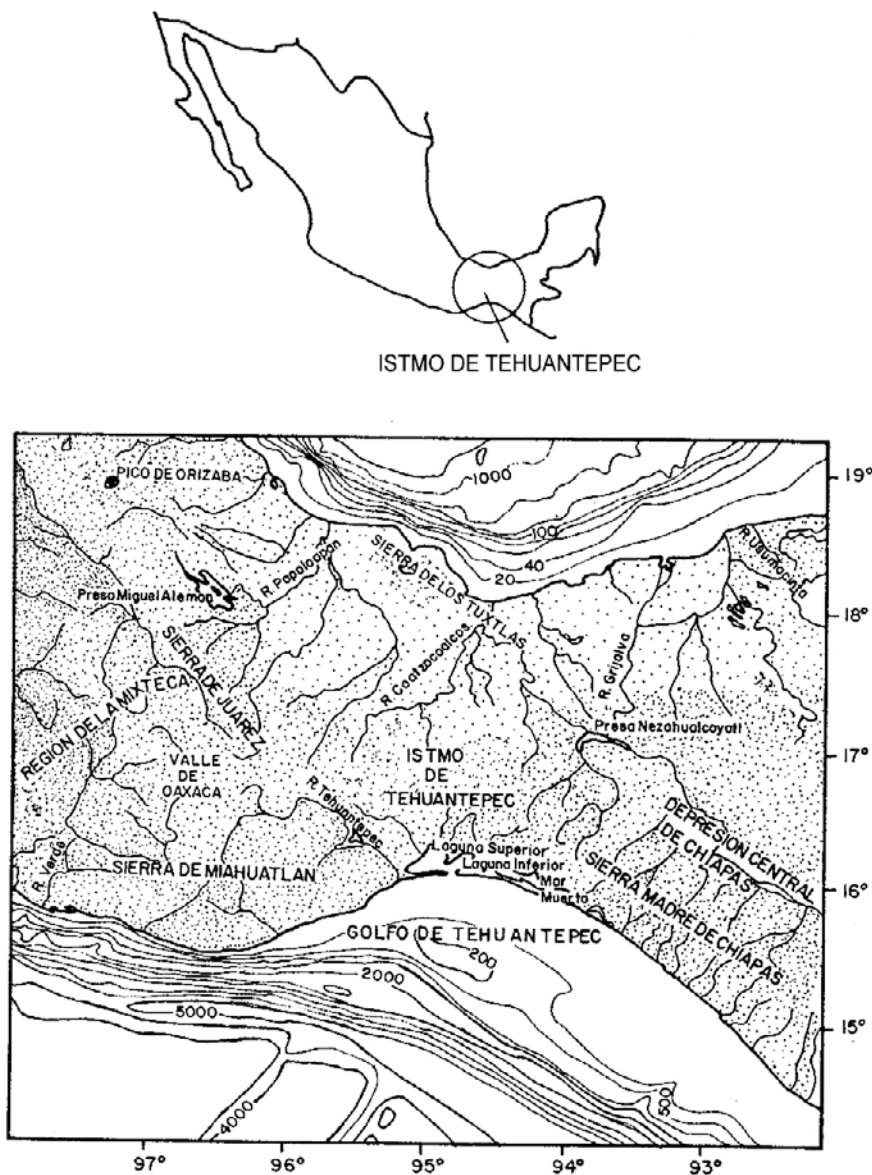 ISTMO DE TEHUANTEPEC
PICO DE ORIZABA
1000
19°
100
40
20
R. Usumacinta
R. Papaloapan
SIERRA DE LOS TUXTLAS
Presa Miguel Alemán
18°
SIERRA DE JUAREZ
R. Coatzacoalcos
R. Grijalva
REGION DE LA MIXTECA
Presa Nezahualcoyotl
17°
VALLE
DE
OAXACA
ISTMO
DE
TEHUANTEPEC
R. Tehuantepec
DEPRESION CENTRAL
DE CHIAPAS
Laguna Superior
Laguna Inferior
Mar
Muerto
SIERRA MADRE DE CHIAPAS
R. Verde
SIERRA DE MIAHUATLAN
16°
GOLFO DE TEHUANTEPEC
200
2000
5000
15°
500
4000
97°
96°
95°
94°
93°